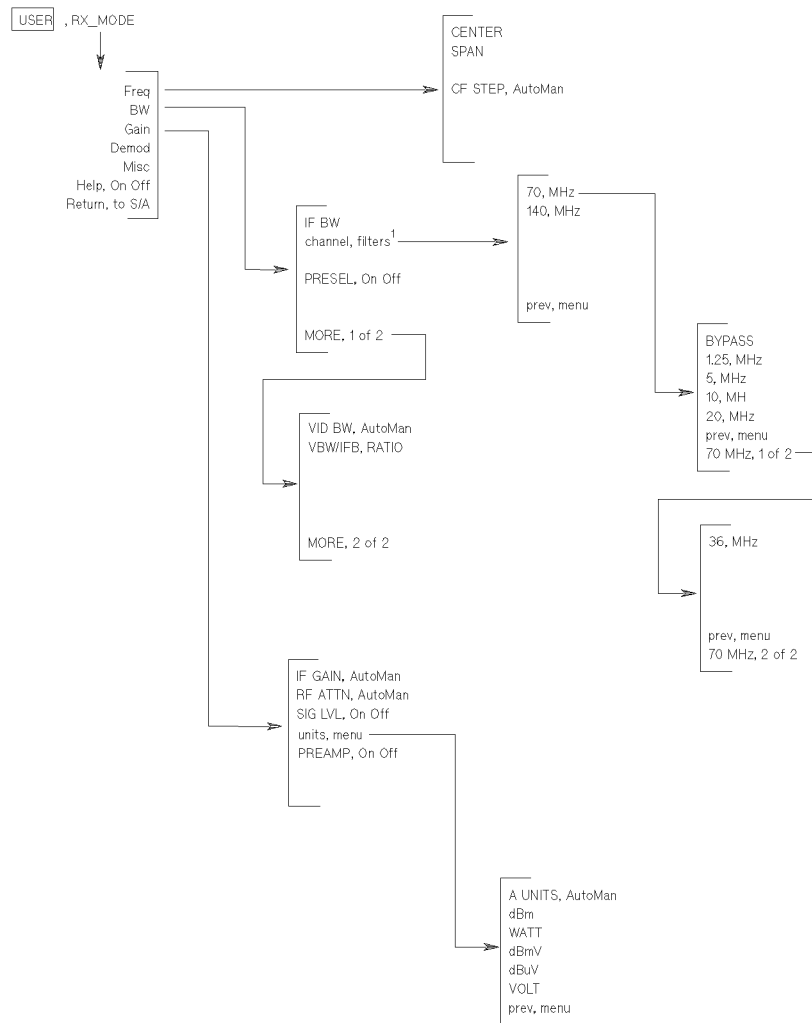 USER , RX_MODE
Freq
BW
Gain
Demod
Misc
Help, On Off
Return, to S/A
CENTER
SPAN
CF STEP, AutoMan
IF BW
channel, filters¹
PRESEL, On Off
MORE, 1 of 2
70, MHz
140, MHz
prev, menu
BYPASS
1.25, MHz
5, MHz
10, MH
20, MHz
prev, menu
70 MHz, 1 of 2
VID BW, AutoMan
VBW/IFB, RATIO
MORE, 2 of 2
36, MHz
prev, menu
70 MHz, 2 of 2
IF GAIN, AutoMan
RF ATTN, AutoMan
SIG LVL, On Off
units, menu
PREAMP, On Off
A UNITS, AutoMan
dBm
WATT
dBmV
dBuV
VOLT
prev, menu